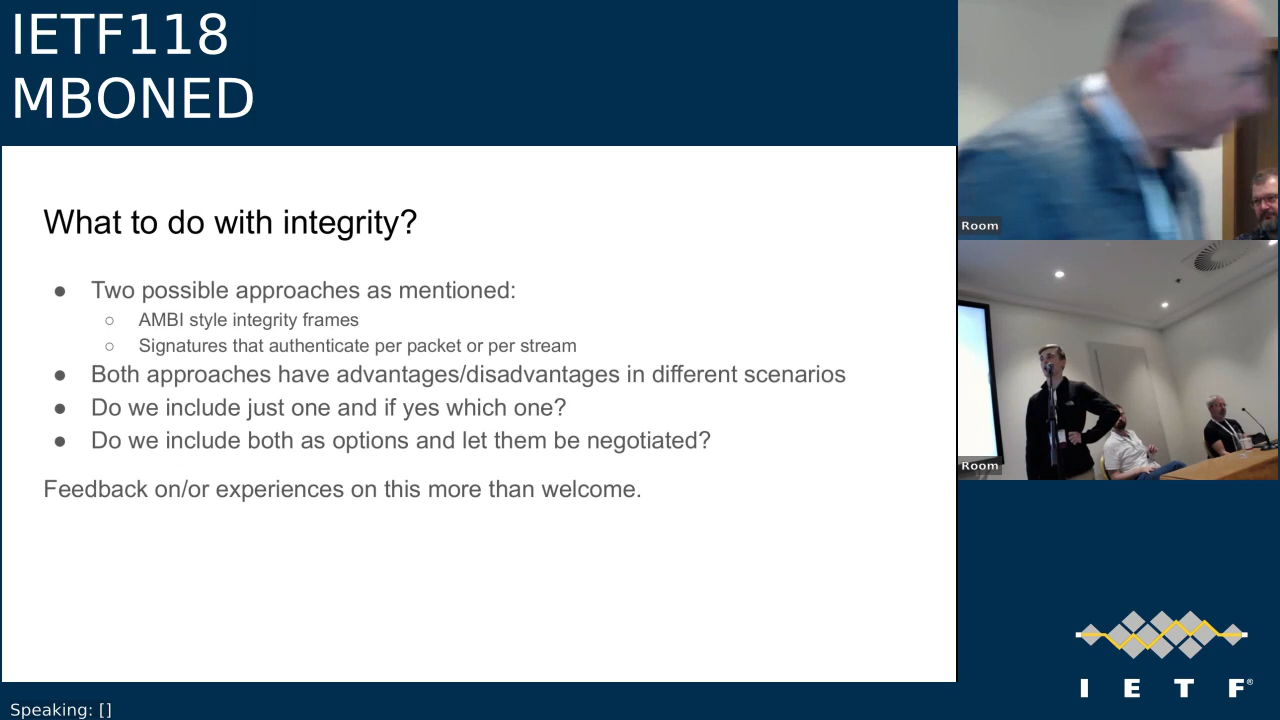 IETF118
MBONED
What to do with integrity?
● Two possible approaches as mentioned:
○ AMBI style integrity frames
○ Signatures that authenticate per packet or per stream
● Both approaches have advantages/disadvantages in different scenarios
● Do we include just one and if yes which one?
● Do we include both as options and let them be negotiated?
Feedback on/or experiences on this more than welcome.
Room
Room
I E T F®
Speaking: []